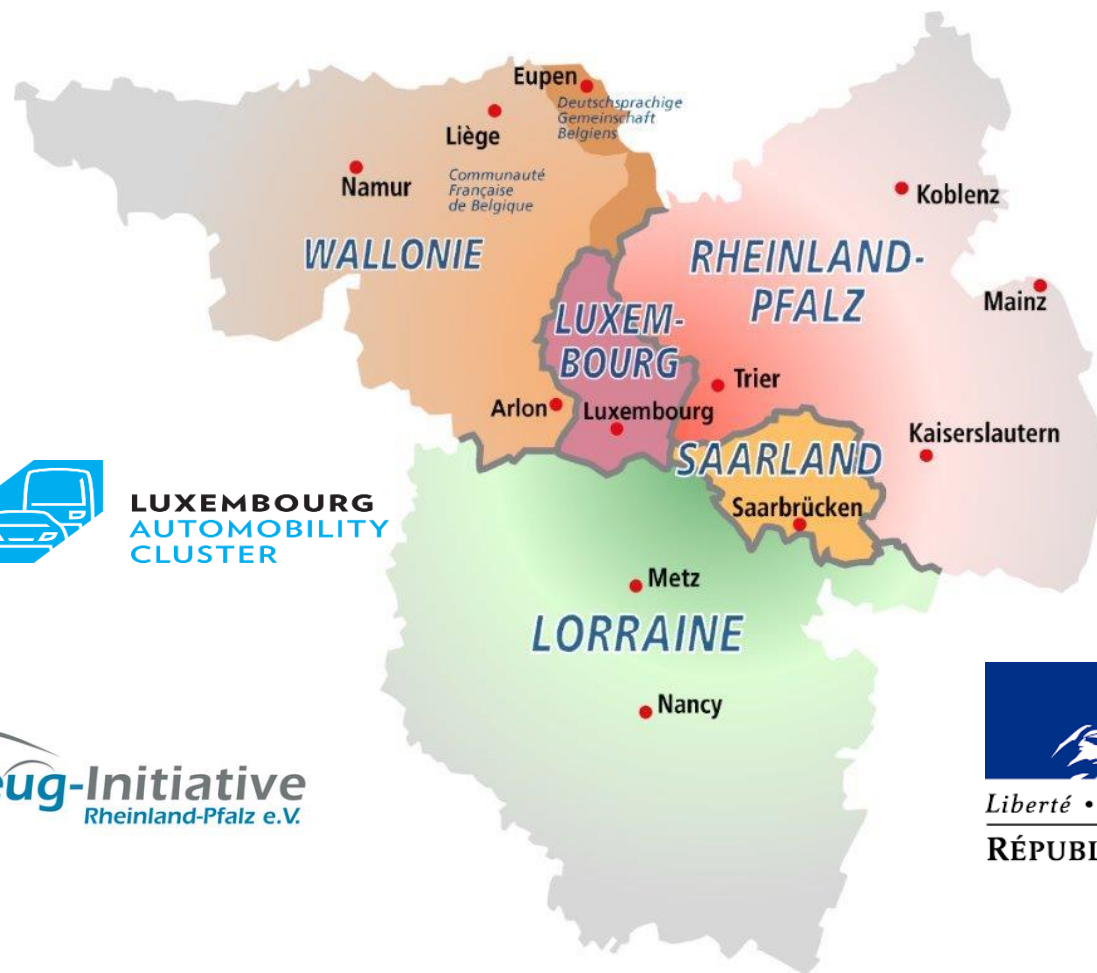 Eupen
Deutschsprachige
Gemeinschaft
Belgiens
Liège
Namur
Communauté
Française
de Belgique
Koblenz
WALLONIE
RHEINLAND-
PFALZ
Mainz
LUXEM-
BOURG
Trier
Arlon
Luxembourg
Kaiserslautern
SAARLAND
Saarbrücken
LUXEMBOURG
AUTOMOBILITY
CLUSTER
Metz
LORRAINE
Nancy
eug-Initiative
Rheinland-Pfalz e.V.
Liberté •
RÉPUBL